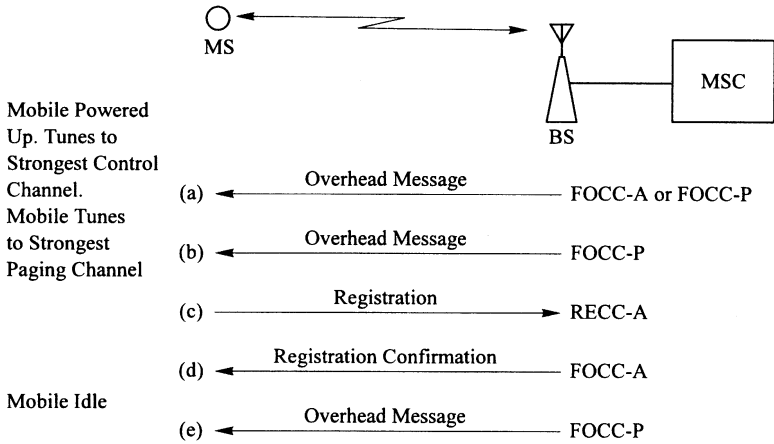 MS
BS
MSC
Mobile Powered
Up. Tunes to
Strongest Control
Channel.
Mobile Tunes
to Strongest
Paging Channel
(a) Overhead Message FOCC-A or FOCC-P
(b) Overhead Message FOCC-P
(c) Registration RECC-A
(d) Registration Confirmation FOCC-A
Mobile Idle
(e) Overhead Message FOCC-P